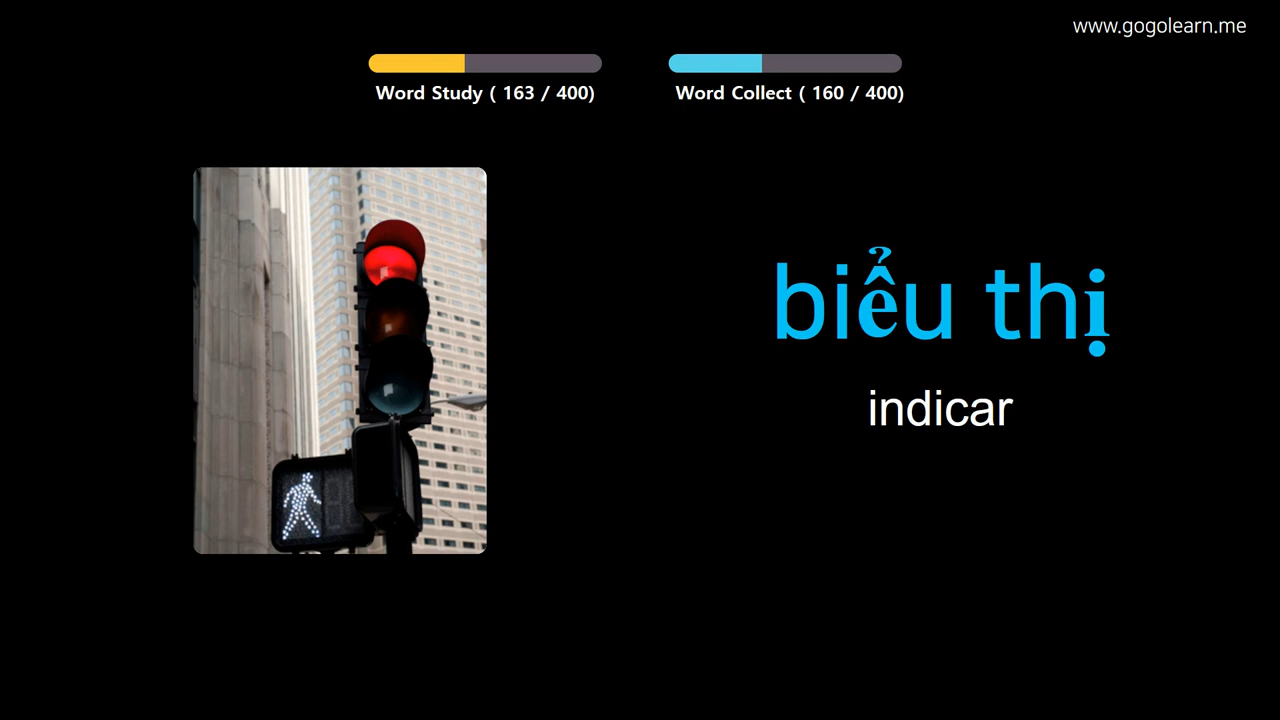 www.gogolearn.me
Word Study ( 163 / 400)
Word Collect ( 160 / 400)
biểu thị
indicar